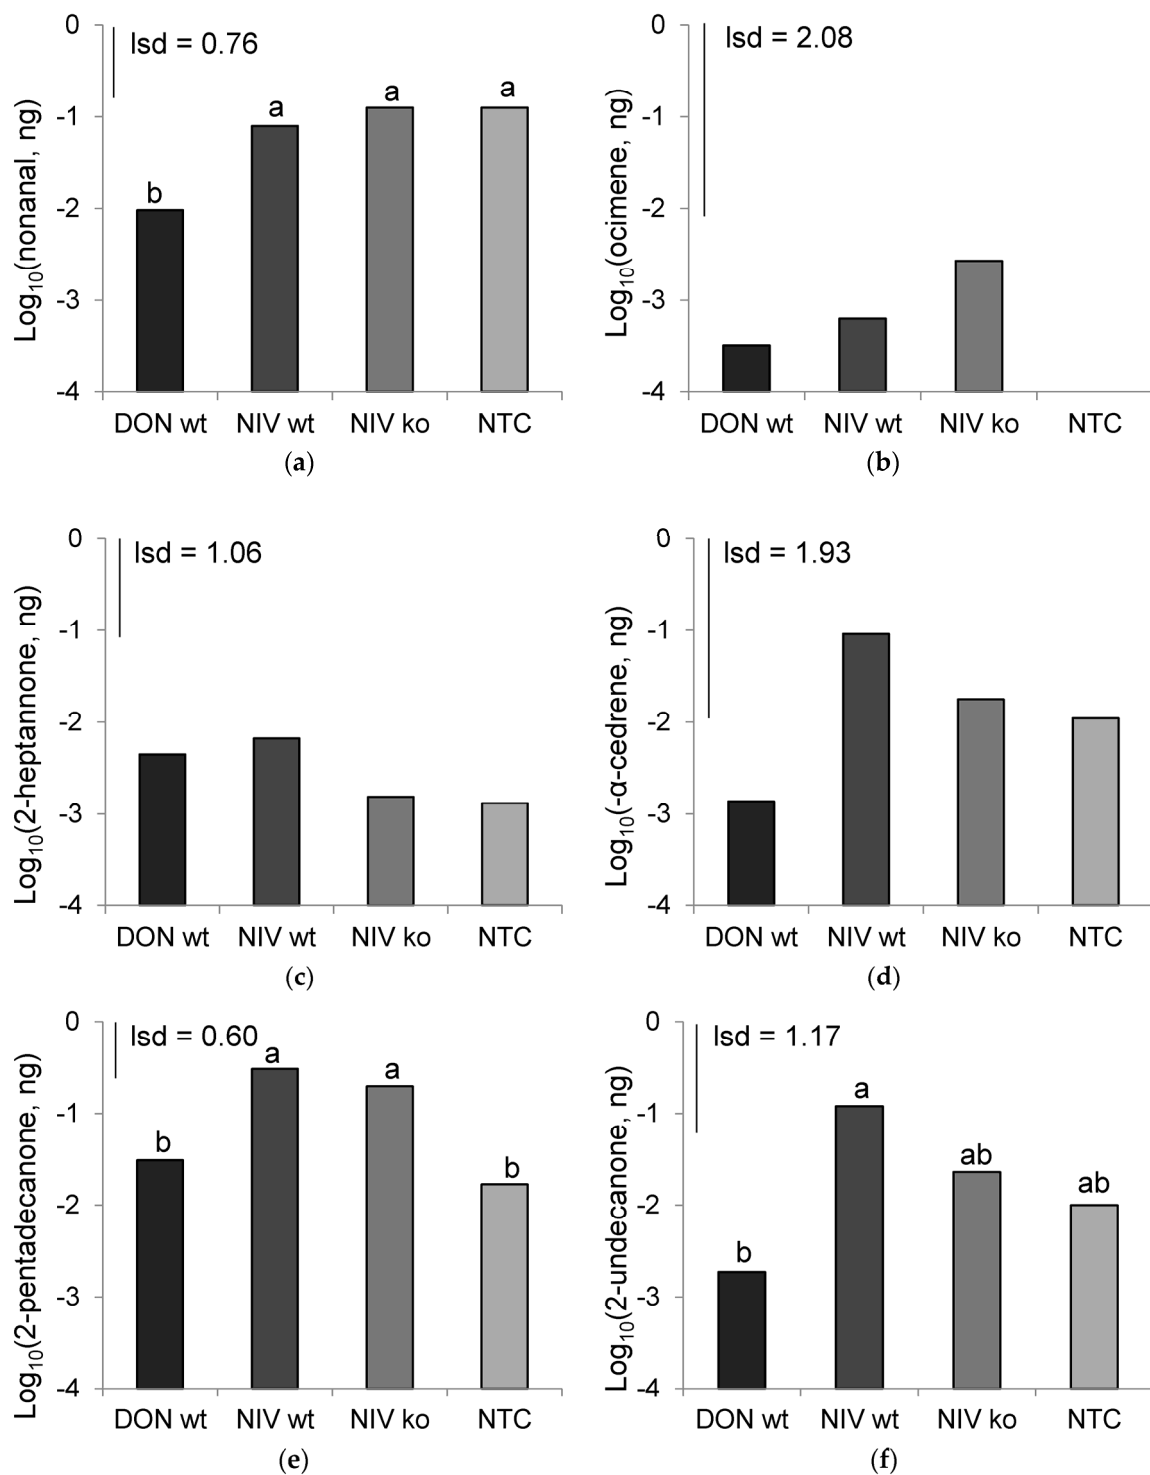 lsd = 0.76
Log10(nonanal, ng)
0
-1
-2
-3
-4
b
a
a
a
DON wt NIV wt NIV ko NTC
(a)
lsd = 2.08
Log10(ocimene, ng)
0
-1
-2
-3
-4
DON wt NIV wt NIV ko NTC
(b)
lsd = 1.06
Log10(2-heptannone, ng)
0
-1
-2
-3
-4
DON wt NIV wt NIV ko NTC
(c)
lsd = 1.93
Log10(-α-cedrene, ng)
0
-1
-2
-3
-4
DON wt NIV wt NIV ko NTC
(d)
lsd = 0.60
Log10(2-pentadecanone, ng)
0
-1
-2
-3
-4
b
a
a
b
DON wt NIV wt NIV ko NTC
(e)
lsd = 1.17
Log10(2-undecanone, ng)
0
-1
-2
-3
-4
b
a
ab
ab
DON wt NIV wt NIV ko NTC
(f)